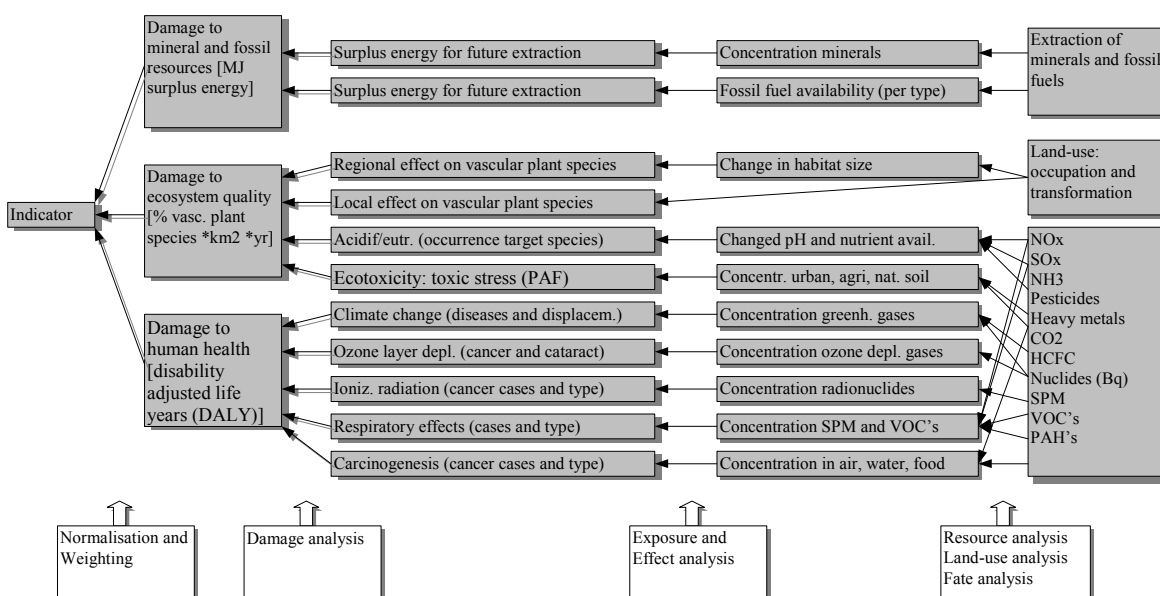 Damage to
mineral and fossil
resources [MJ
surplus energy]
Surplus energy for future extraction
Concentration minerals
Extraction of
minerals and fossil
fuels
Surplus energy for future extraction
Fossil fuel availability (per type)
Indicator
Damage to
ecosystem quality
[% vasc. plant
species *km2 *yr]
Regional effect on vascular plant species
Change in habitat size
Land-use:
occupation and
transformation
Local effect on vascular plant species
Acidif/eutr. (occurrence target species)
Changed pH and nutrient avail.
Ecotoxicity: toxic stress (PAF)
Concentr. urban, agri, nat. soil
NOx
SOx
NH3
Pesticides
Heavy metals
CO2
HCFC
Nuclides (Bq)
SPM
VOC's
PAH's
Damage to
human health
[disability
adjusted life
years (DALY)]
Climate change (diseases and displacem.)
Concentration greenh. gases
Ozone layer depl. (cancer and cataract)
Concentration ozone depl. gases
Ioniz. radiation (cancer cases and type)
Concentration radionuclides
Respiratory effects (cases and type)
Concentration SPM and VOC's
Carcinogenesis (cancer cases and type)
Concentration in air, water, food
Normalisation and
Weighting
Damage analysis
Exposure and
Effect analysis
Resource analysis
Land-use analysis
Fate analysis